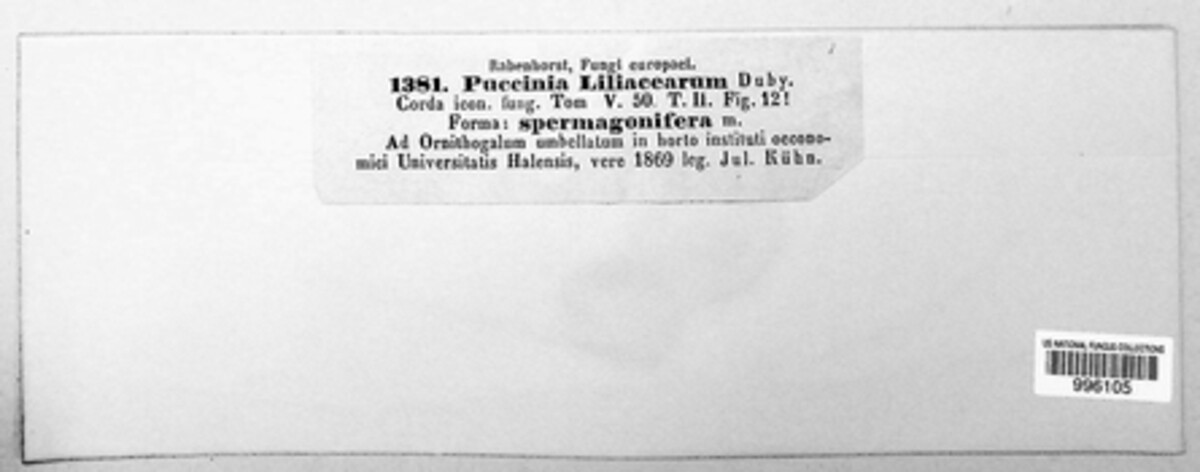 Rabenhorst, Fungi europaei.
1381. Puccinia Liliacearum Duby.
Corda icon. fung. Tom V. 50. T. II. Fig. 12!
Forma: spermagonifera m.
Ad Ornithogalum umbellatum in horto instituti oecono-
mici Universitatis Halensis, vere 1869 leg. Jul. Kühn.
US NATIONAL FUNGUS COLLECTIONS
996105